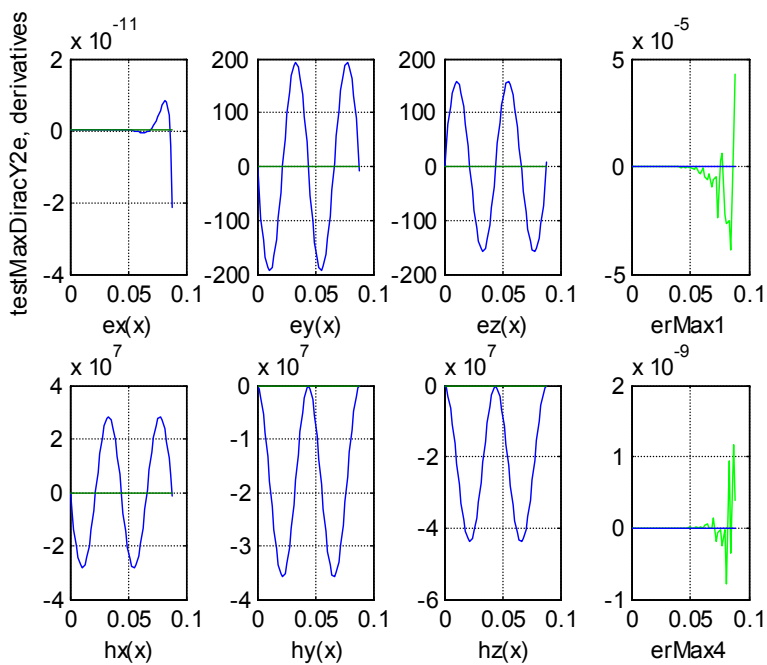 testMaxDiracY2e, derivatives
x 10^-11
2
0
-2
-4
0 0.05 0.1
ex(x)
200
100
0
-100
-200
0 0.05 0.1
ey(x)
200
100
0
-100
-200
0 0.05 0.1
ez(x)
x 10^-5
5
0
-5
0 0.05 0.1
erMax1
x 10^7
4
2
0
-2
-4
0 0.05 0.1
hx(x)
x 10^7
0
-1
-2
-3
-4
0 0.05 0.1
hy(x)
x 10^7
0
-2
-4
-6
0 0.05 0.1
hz(x)
x 10^-9
2
1
0
-1
0 0.05 0.1
erMax4